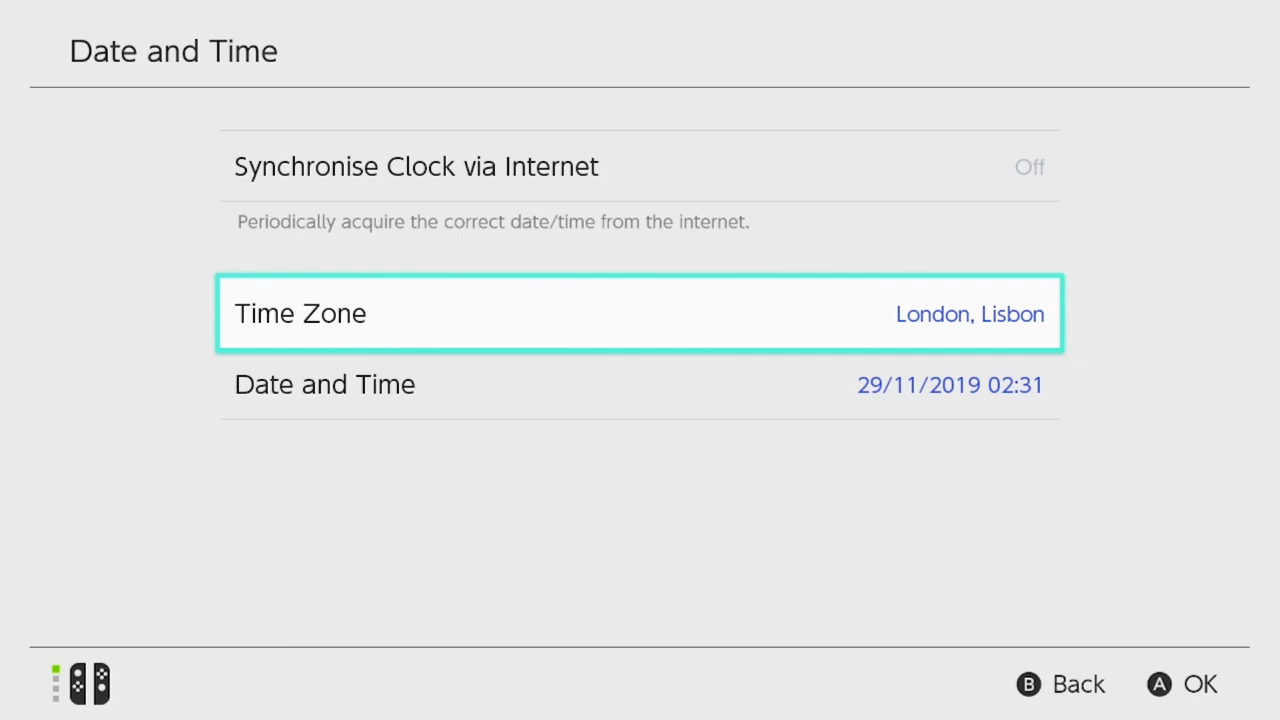 Date and Time
Synchronise Clock via Internet Off
Periodically acquire the correct date/time from the internet.
Time Zone London, Lisbon
Date and Time 29/11/2019 02:31
B Back A OK